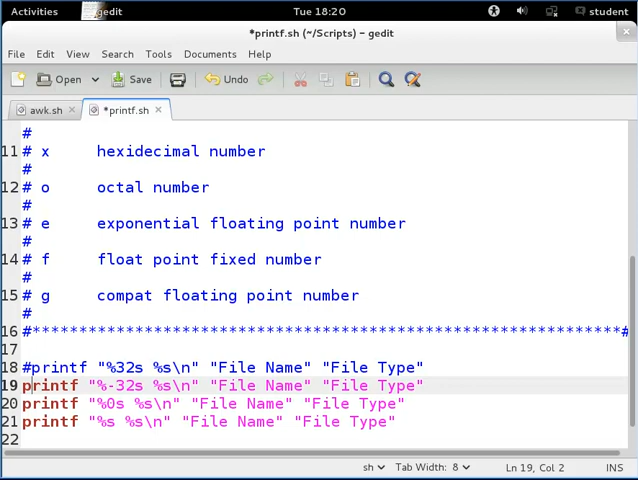 Activities gedit Tue 18:20 student
*printf.sh (~/Scripts) - gedit ×
File Edit View Search Tools Documents Help
Open Save Undo
awk.sh × *printf.sh ×
#
11 # x hexidecimal number
#
12 # o octal number
#
13 # e exponential floating point number
#
14 # f float point fixed number
#
15 # g compat floating point number
#
16 #***************************************************************#
17
18 #printf "%32s %s\n" "File Name" "File Type"
19 printf "%-32s %s\n" "File Name" "File Type"
20 printf "%0s %s\n" "File Name" "File Type"
21 printf "%s %s\n" "File Name" "File Type"
22
sh Tab Width: 8 Ln 19, Col 2 INS